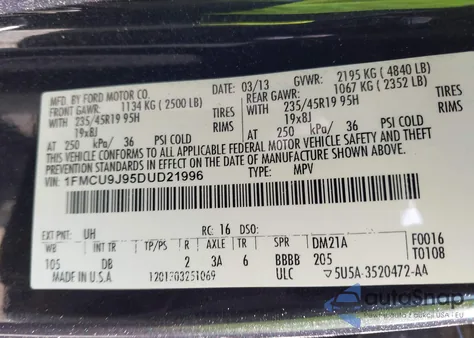 MFD. BY FORD MOTOR CO.
03/13 GVWR: 2195 KG ( 4840 LB)
FRONT GAWR: 1134 KG ( 2500 LB) REAR GAWR: 1067 KG ( 2352 LB)
WITH 235/45R19 95H TIRES WITH 235/45R19 95H TIRES
19x8J RIMS 19x8J RIMS
AT 250 kPa/ 36 PSI COLD AT 250 kPa/ 36 PSI COLD
THIS VEHICLE CONFORMS TO ALL APPLICABLE FEDERAL MOTOR VEHICLE SAFETY AND THEFT
PREVENTION STANDARDS IN EFFECT ON THE DATE OF MANUFACTURE SHOWN ABOVE.
VIN: 1FMCU9J95DUD21996
TYPE: MPV
EXT PNT: UH RC: 16 DSO: F0016
WB INT TR TP/PS R AXLE TR SPR DM21A T0108
105 DB 2 3A 6 BBBB 205
MADE IN U.S.A. 1201303251069 ULC 5U5A-3520472-AA
AutoSnap